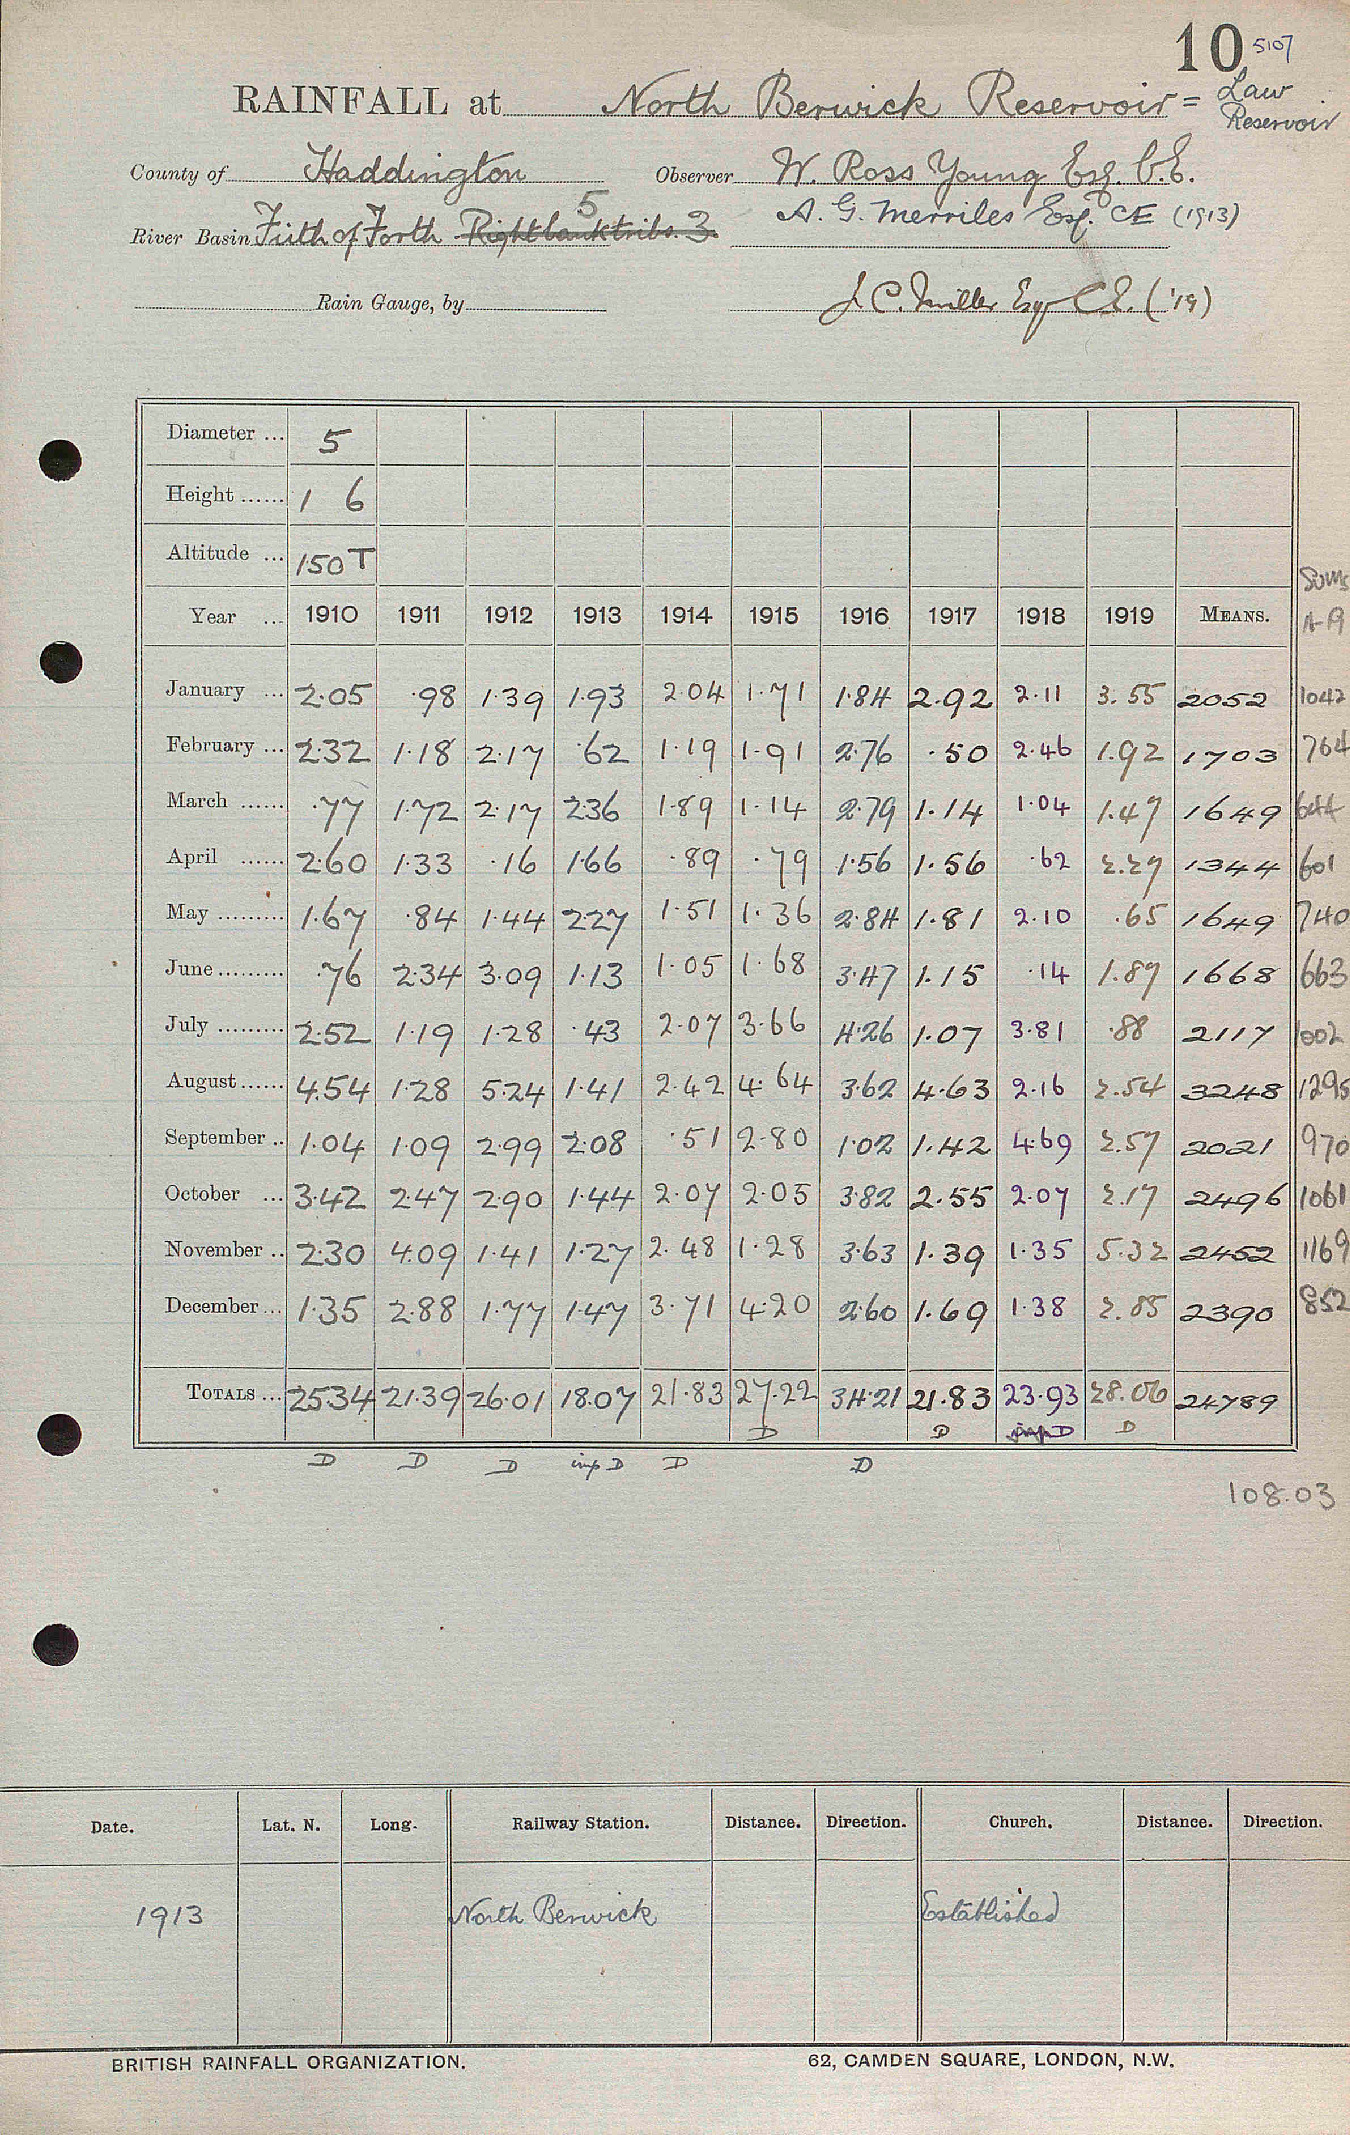 10 5107
RAINFALL at North Berwick Reservoir = Law Reservoir
County of Haddington Observer W. Ross Young Esq. C.E.
River Basin Firth of Forth Right bank tribs. 3 5 A. G. Merriles Esq. CE (1913)
Rain Gauge, by J. C. Miller Esq C.E. ('19)
Diameter ... 5
Height ...... 1 6
Altitude ... 150 T
Sums
Year ... 1910 1911 1912 1913 1914 1915 1916 1917 1918 1919 MEANS. 11-19
January ... 2.05 .98 1.39 1.93 2.04 1.71 1.84 2.92 2.11 3.55 2052 1042
February ... 2.32 1.18 2.17 .62 1.19 1.91 2.76 .50 2.46 1.92 1703 764
March ...... .77 1.72 2.17 2.36 1.89 1.14 2.79 1.14 1.04 1.47 1649 644
April ...... 2.60 1.33 .16 1.66 .89 .79 1.56 1.56 .62 2.27 1344 601
May ......... 1.67 .84 1.44 2.27 1.51 1.36 2.84 1.81 2.10 .65 1649 740
June ......... .76 2.34 3.09 1.13 1.05 1.68 3.47 1.15 .14 1.87 1668 663
July ......... 2.52 1.19 1.28 .43 2.07 3.66 4.26 1.07 3.81 .88 2117 1002
August ...... 4.54 1.28 5.24 1.41 2.42 4.64 3.62 4.63 2.16 2.54 3248 1295
September .. 1.04 1.09 2.99 2.08 .51 2.80 1.02 1.42 4.69 2.57 2021 970
October ... 3.42 2.47 2.90 1.44 2.07 2.05 3.82 2.55 2.07 2.17 2496 1061
November .. 2.30 4.09 1.41 1.27 2.48 1.28 3.63 1.39 1.35 5.32 2452 1169
December ... 1.35 2.88 1.77 1.47 3.71 4.20 2.60 1.69 1.38 2.85 2390 852
TOTALS ... 25.34 21.39 26.01 18.07 21.83 27.22 34.21 21.83 23.93 28.06 24789
D D imp D D
D D D imp D D D
108.03
Date. Lat. N. Long. Railway Station. Distance. Direction. Church. Distance. Direction.
1913 North Berwick Established
BRITISH RAINFALL ORGANIZATION. 62, CAMDEN SQUARE, LONDON, N.W.